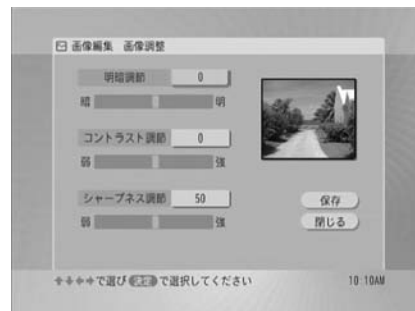 画像編集 画像調整
明暗調節 0
暗 明
コントラスト調節 0
弱 強
シャープネス調節 50
弱 強
保存
閉じる
で選び 決定 で選択してください 10:10AM